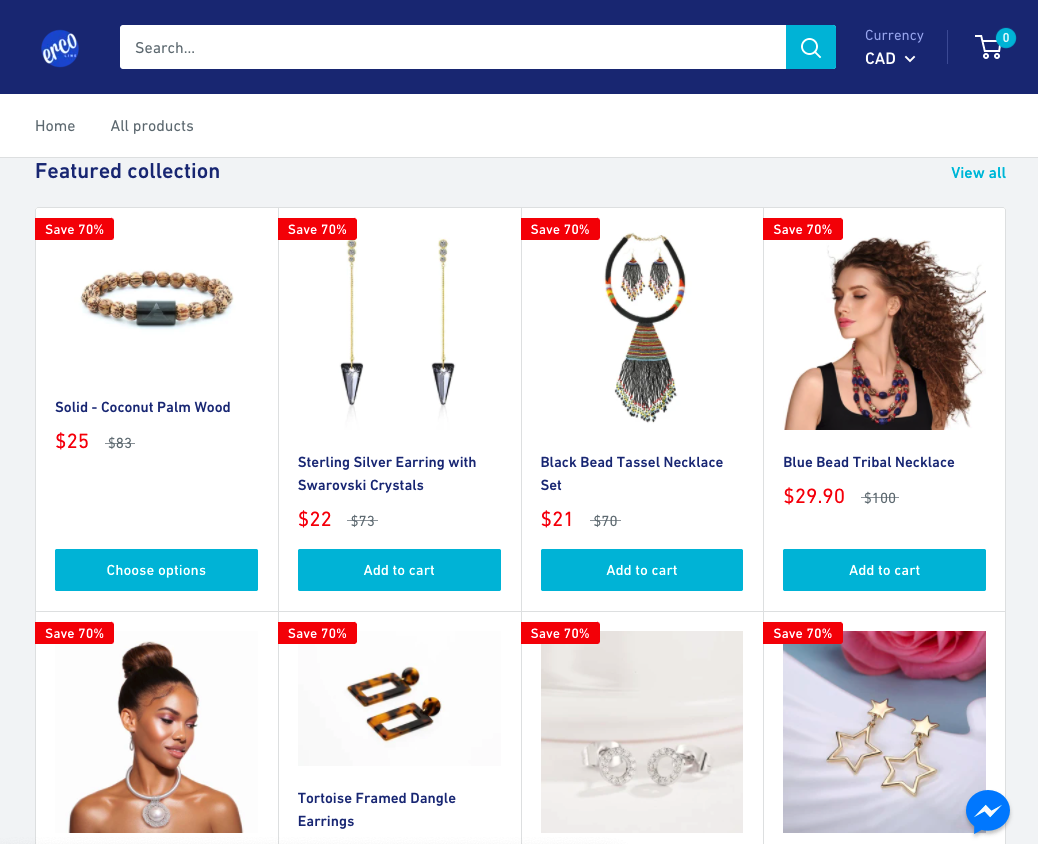 erco
Search...
Currency
CAD
0
Home
All products
Featured collection
View all
Save 70%
Save 70%
Save 70%
Save 70%
Solid - Coconut Palm Wood
$25 $83
Choose options
Sterling Silver Earring with
Swarovski Crystals
$22 $73
Add to cart
Black Bead Tassel Necklace
Set
$21 $70
Add to cart
Blue Bead Tribal Necklace
$29.90 $100
Add to cart
Save 70%
Save 70%
Save 70%
Save 70%
Tortoise Framed Dangle
Earrings